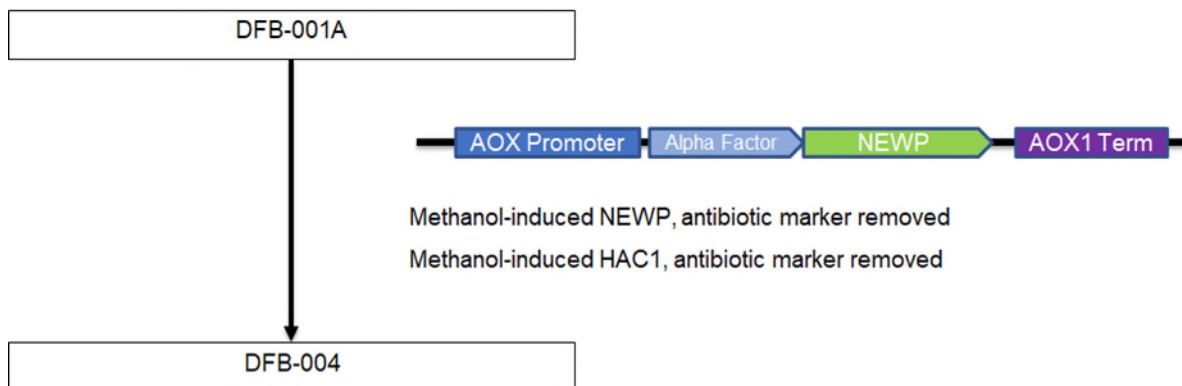 DFB-001A
AOX Promoter Alpha Factor NEWP AOX1 Term
Methanol-induced NEWP, antibiotic marker removed
Methanol-induced HAC1, antibiotic marker removed
DFB-004